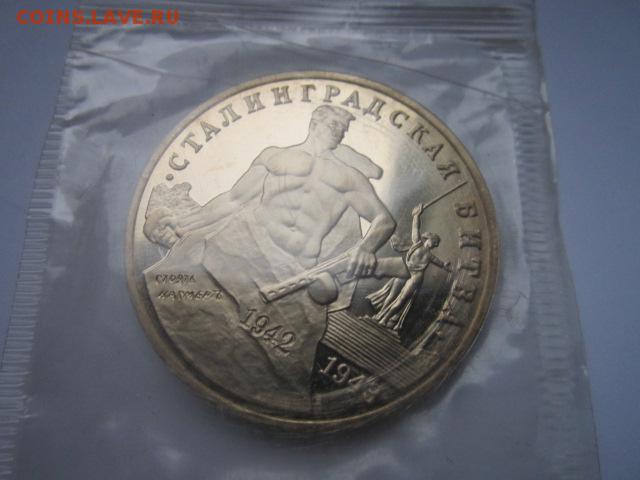 COINS.LAVE.RU
•СТАЛИНГРАДСКАЯ БИТВА•
СТОЯТЬ
НАСМЕРТЬ
1942
1943